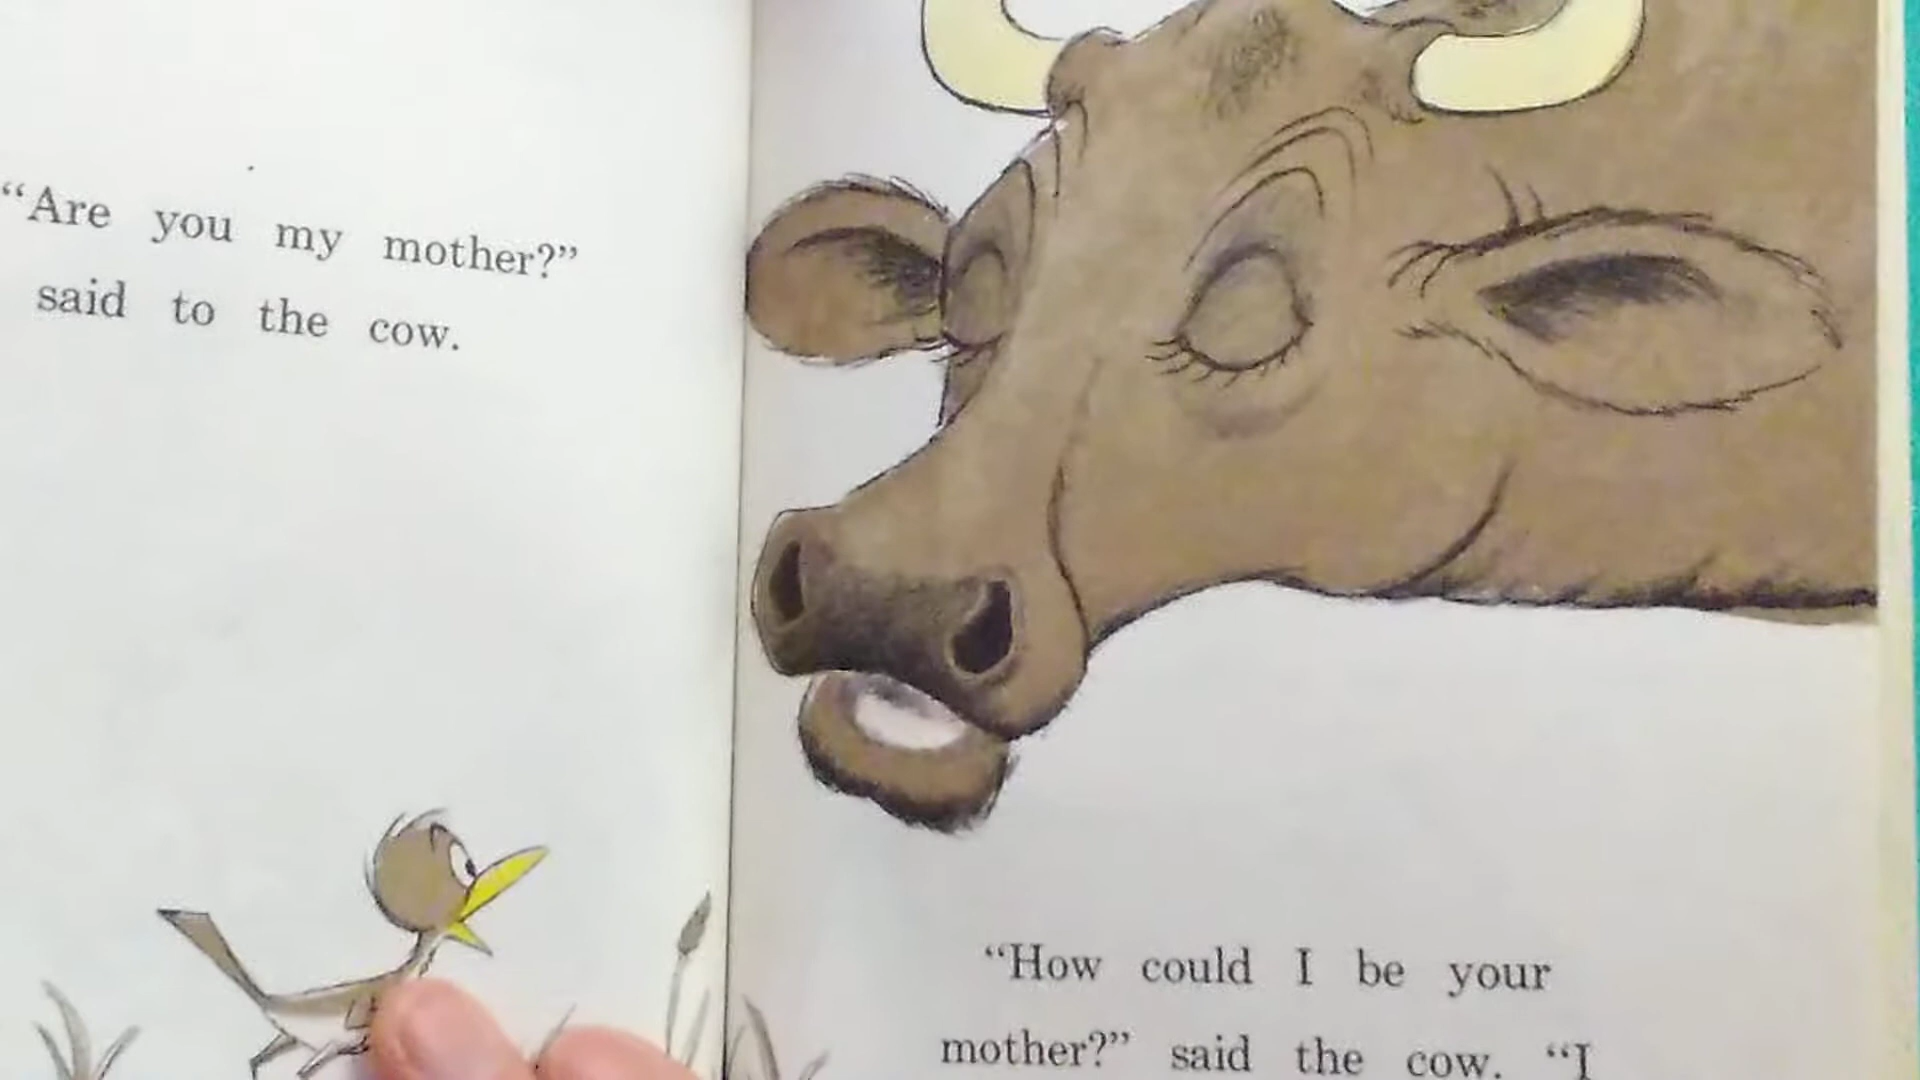 “Are you my mother?”
said to the cow.
“How could I be your
mother?” said the cow. “I